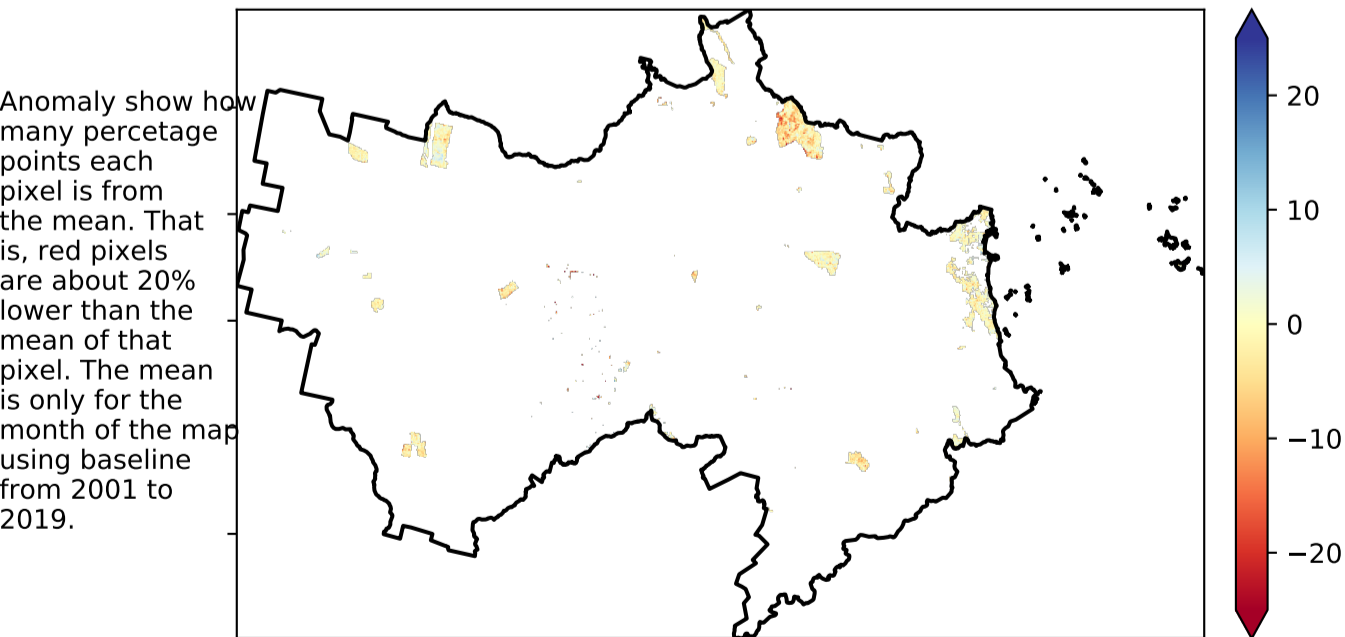 Anomaly show how
many percetage
points each
pixel is from
the mean. That
is, red pixels
are about 20%
lower than the
mean of that
pixel. The mean
is only for the
month of the map
using baseline
from 2001 to
2019.
20
10
0
−10
−20